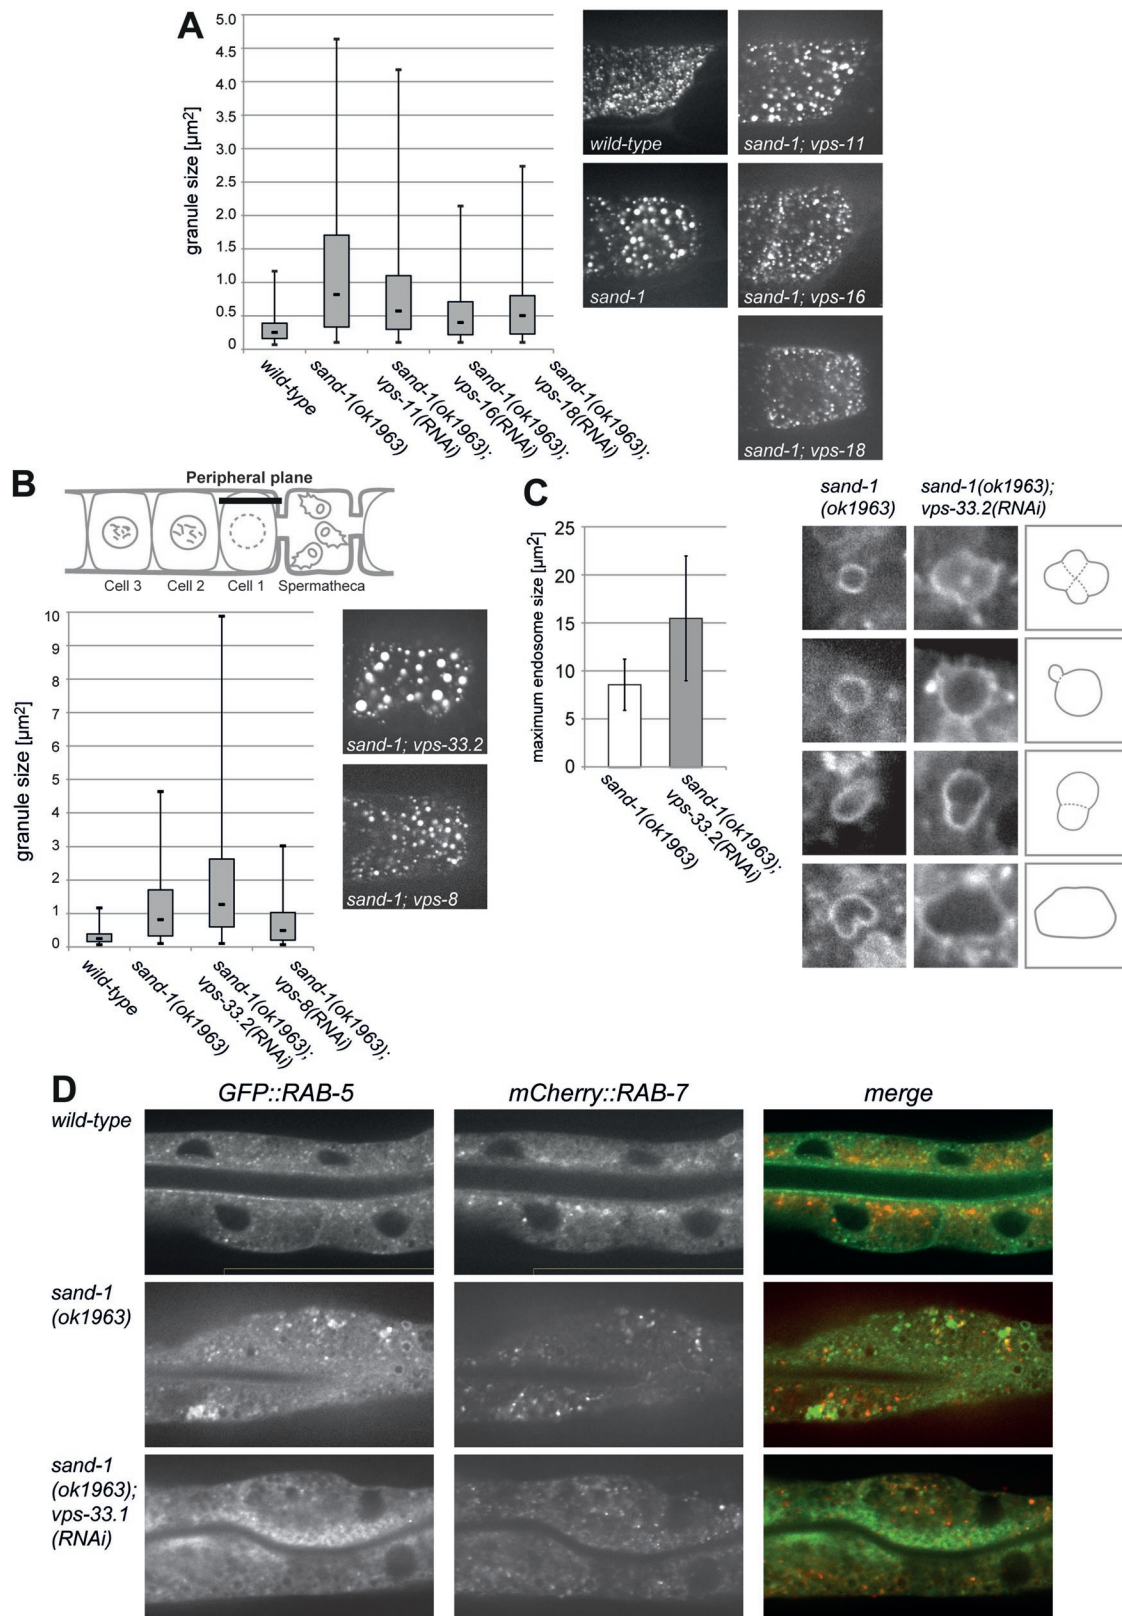 A
granule size [µm²]
5.0
4.5
4.0
3.5
3.0
2.5
2.0
1.5
1.0
0.5
0
wild-type
sand-1(ok1963)
sand-1(ok1963);
vps-11(RNAi)
sand-1(ok1963);
vps-16(RNAi)
sand-1(ok1963);
vps-18(RNAi)
wild-type
sand-1; vps-11
sand-1
sand-1; vps-16
sand-1; vps-18
B
Peripheral plane
Cell 3
Cell 2
Cell 1
Spermatheca
granule size [µm²]
10
9
8
7
6
5
4
3
2
1
0
wild-type
sand-1(ok1963)
sand-1(ok1963);
vps-33.2(RNAi)
sand-1(ok1963);
vps-8(RNAi)
sand-1; vps-33.2
sand-1; vps-8
C
maximum endosome size [µm²]
25
20
15
10
5
0
sand-1(ok1963)
sand-1(ok1963);
vps-33.2(RNAi)
sand-1
(ok1963)
sand-1(ok1963);
vps-33.2(RNAi)
D
GFP::RAB-5
mCherry::RAB-7
merge
wild-type
sand-1
(ok1963)
sand-1
(ok1963);
vps-33.1
(RNAi)